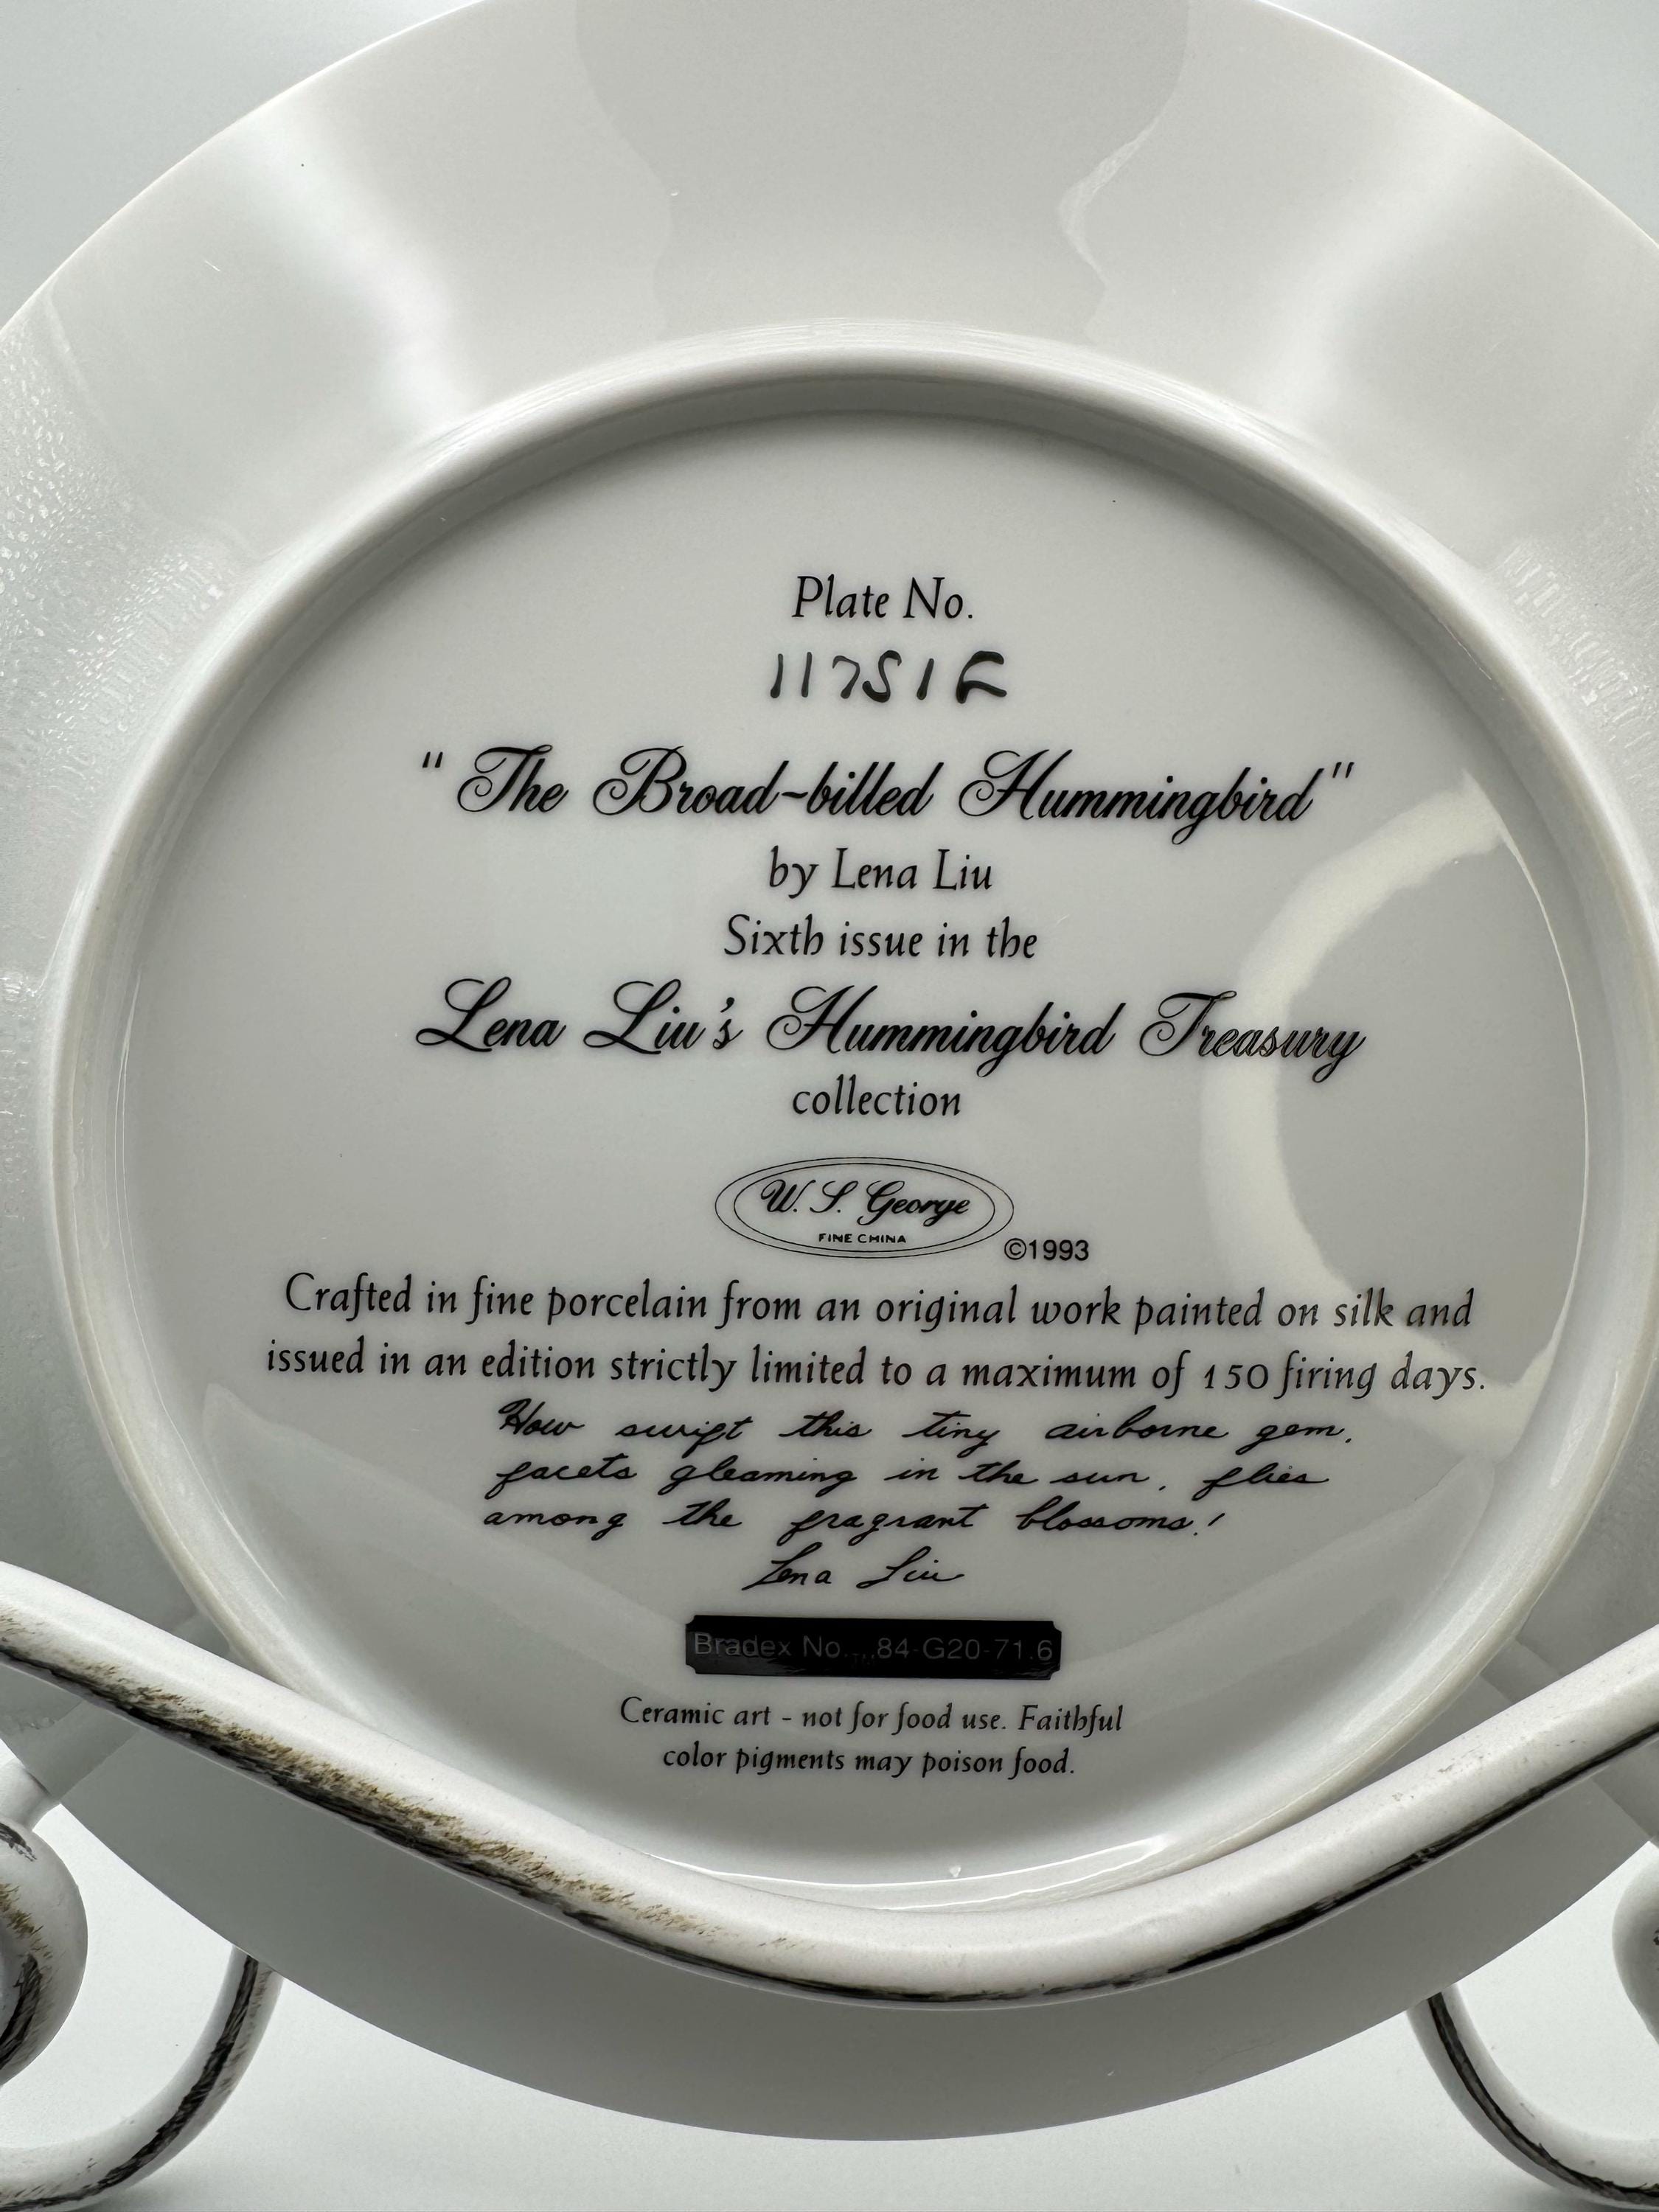 Plate No.
11751F
"The Broad-billed Hummingbird"
by Lena Liu
Sixth issue in the
Lena Liu's Hummingbird Treasury
collection
W. S. George
FINE CHINA
©1993
Crafted in fine porcelain from an original work painted on silk and
issued in an edition strictly limited to a maximum of 150 firing days.
How swift this tiny airborne gem,
facets gleaming in the sun, flies
among the fragrant blossoms!
Lena Liu
Bradex No. 84-G20-71.6
Ceramic art - not for food use. Faithful
color pigments may poison food.